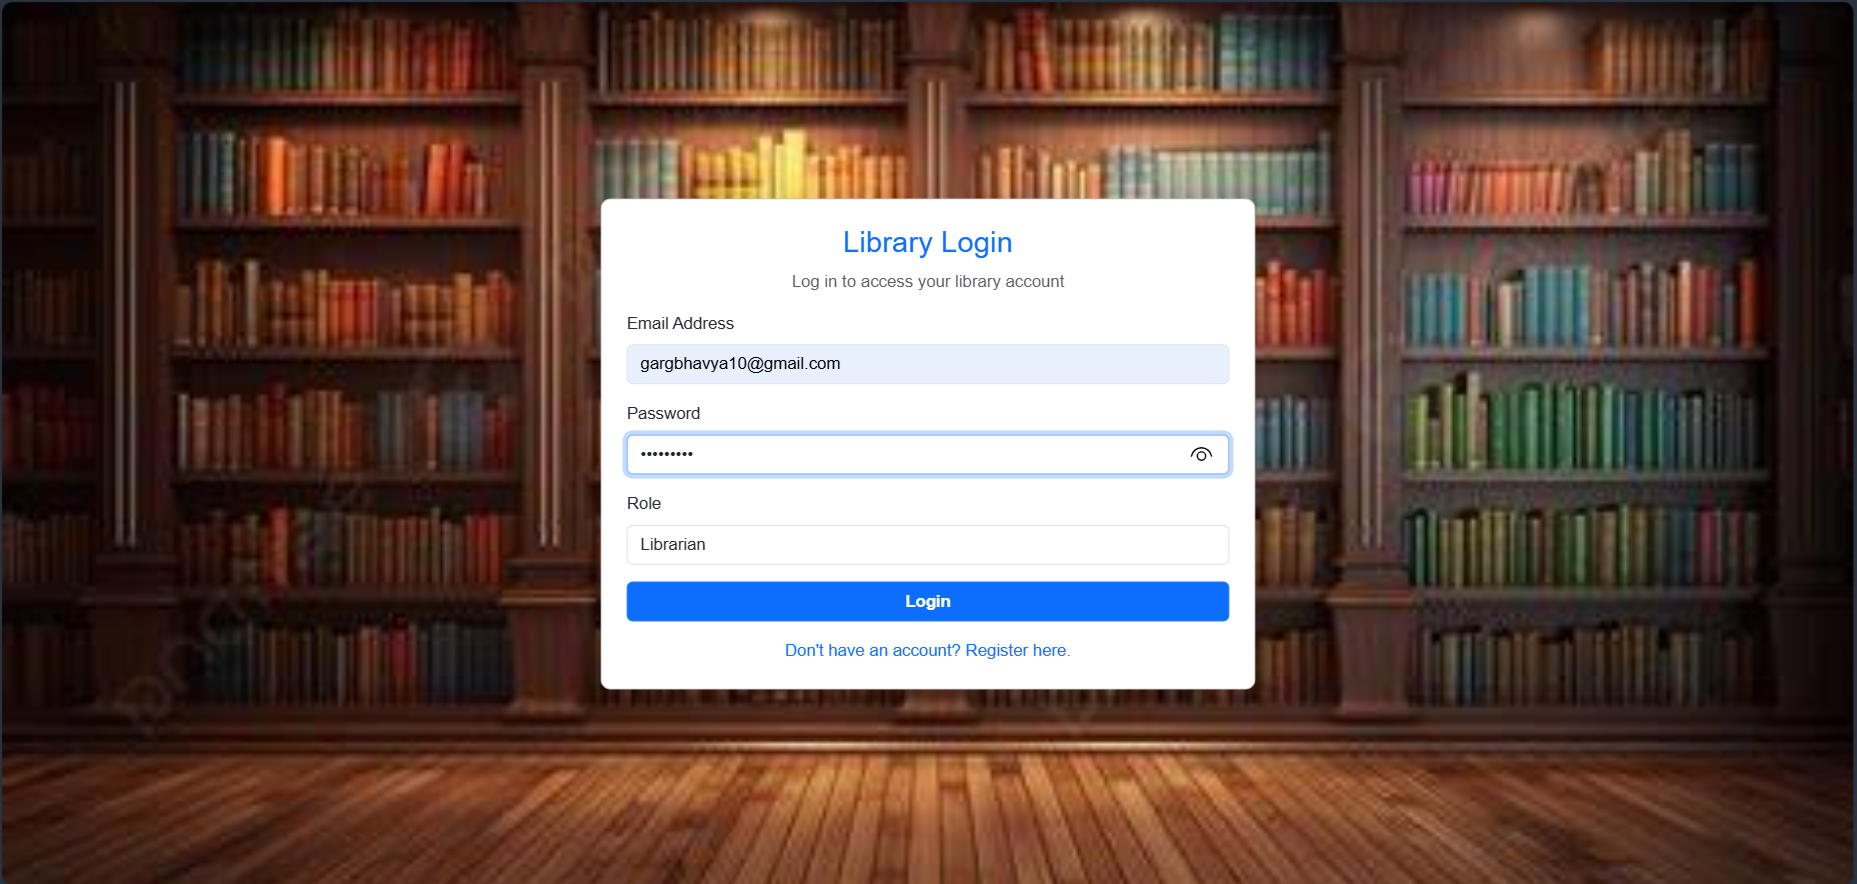 Library Login
Log in to access your library account
Email Address
gargbhavya10@gmail.com
Password
•••••••••
Role
Librarian
Login
Don't have an account? Register here.